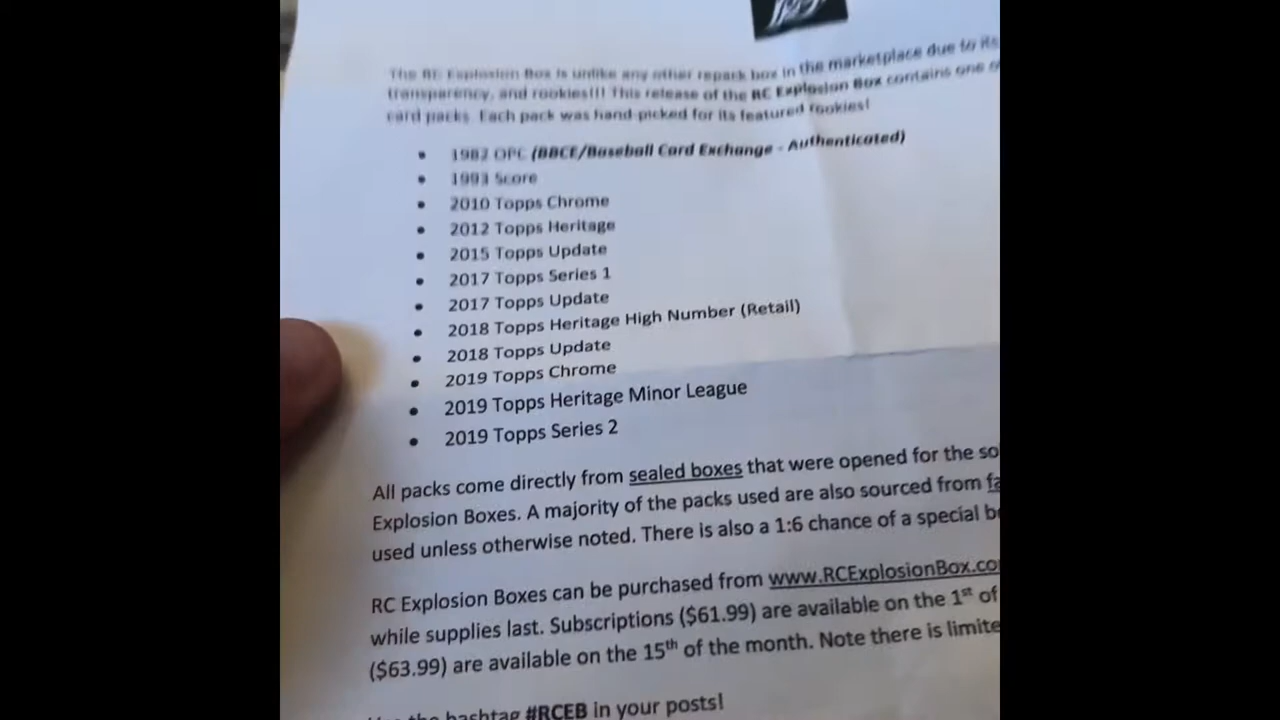 The RC Explosion Box is unlike any other repack box in the marketplace due to its
transparency, and rookies!!! This release of the RC Explosion Box contains one o
card packs. Each pack was hand-picked for its featured rookies!
• 1982 OPC (BBCE/Baseball Card Exchange - Authenticated)
• 1993 Score
• 2010 Topps Chrome
• 2012 Topps Heritage
• 2015 Topps Update
• 2017 Topps Series 1
• 2017 Topps Update
• 2018 Topps Heritage High Number (Retail)
• 2018 Topps Update
• 2019 Topps Chrome
• 2019 Topps Heritage Minor League
• 2019 Topps Series 2
All packs come directly from sealed boxes that were opened for the so
Explosion Boxes. A majority of the packs used are also sourced from fa
used unless otherwise noted. There is also a 1:6 chance of a special b
RC Explosion Boxes can be purchased from www.RCExplosionBox.co
while supplies last. Subscriptions ($61.99) are available on the 1st of
($63.99) are available on the 15th of the month. Note there is limite
the hashtag #RCEB in your posts!